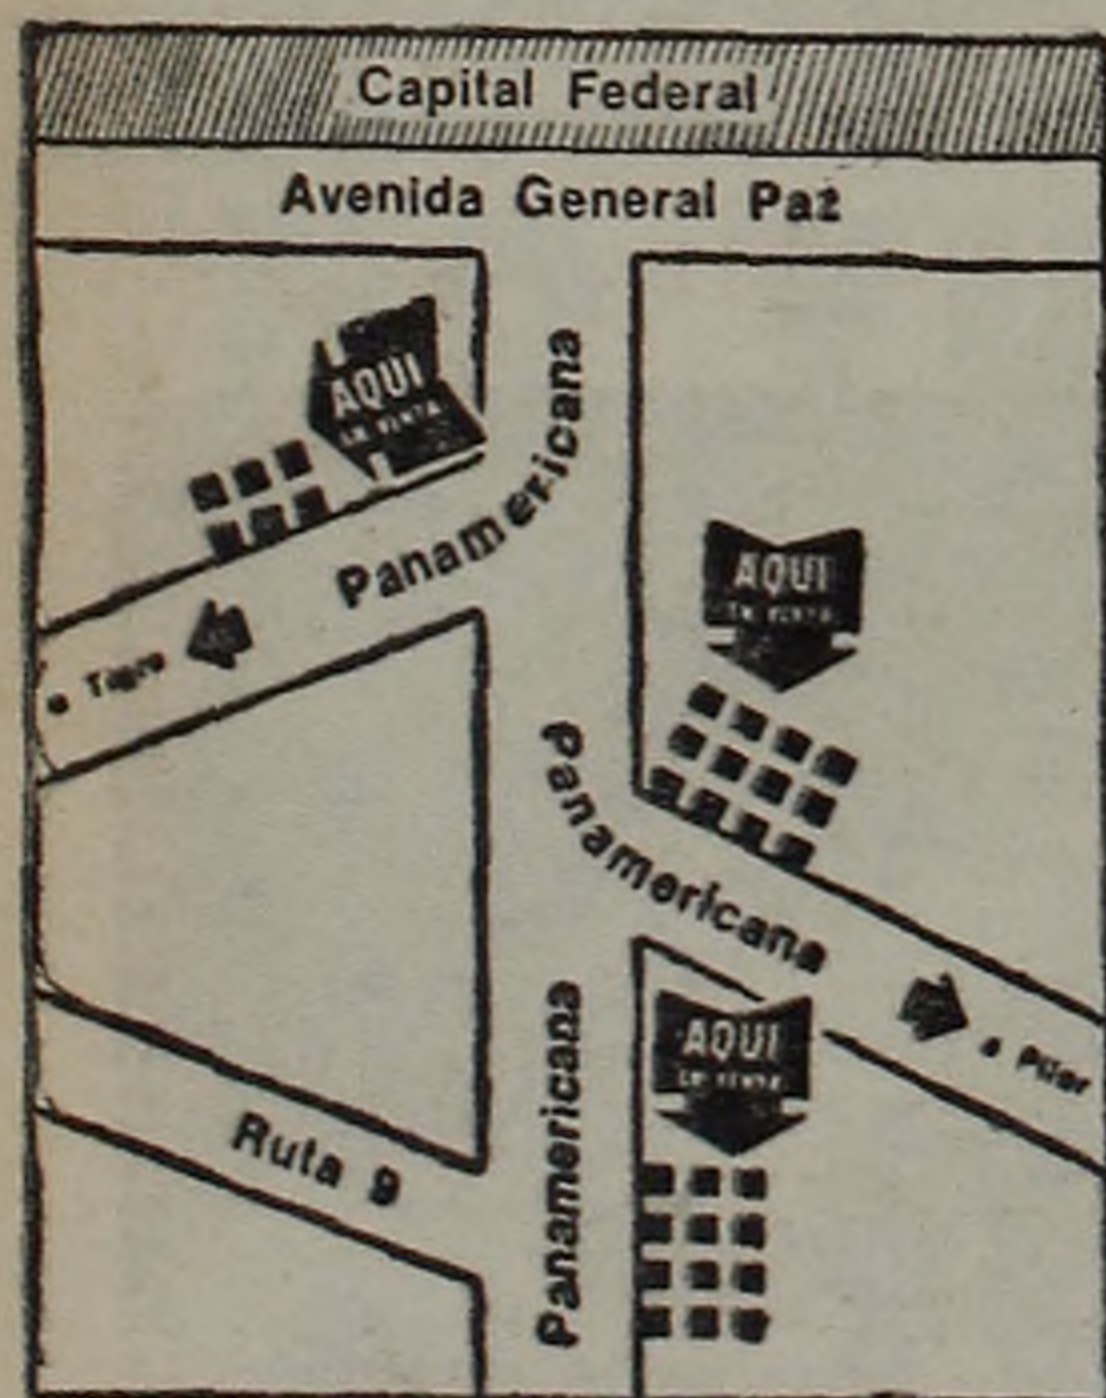 Capital Federal
Avenida General Paz
Panamericana
AQUI
a Tigre
AQUI
Panamericana
a Pilar
AQUI
Panamericana
Ruta 9